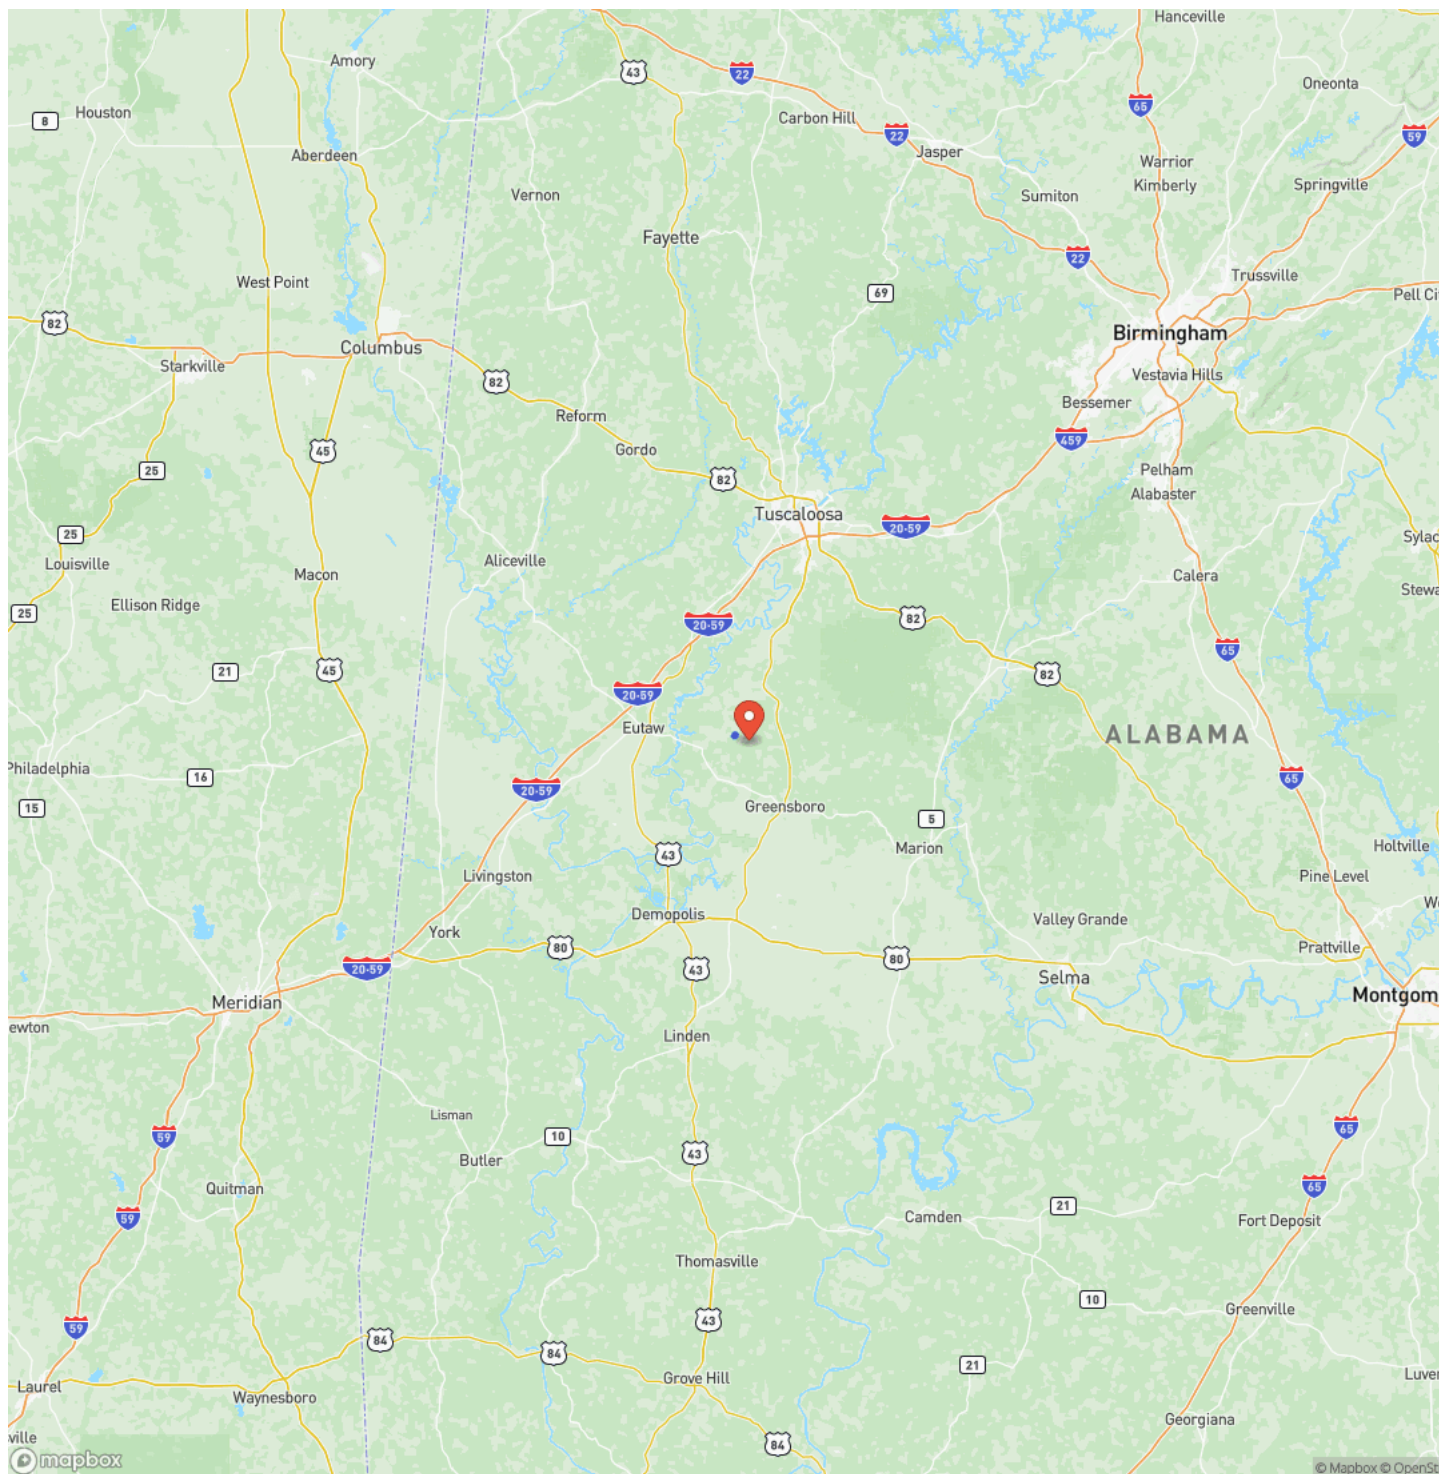 Hanceville
Amory
43
22
Oneonta
65
Houston
8
Carbon Hill
22
59
Aberdeen
Jasper
Warrior
Kimberly
Springville
Vernon
Sumiton
Fayette
22
Trussville
West Point
69
Pell Ci
82
Birmingham
Columbus
Starkville
82
Vestavia Hills
Bessemer
Reform
459
45
Gordo
25
82
Pelham
Alabaster
Tuscaloosa
20-59
25
Sylac
Louisville
Aliceville
Macon
Calera
Stewa
25
Ellison Ridge
82
20-59
65
21
45
82
20-59
Eutaw
ALABAMA
Philadelphia
16
65
20-59
15
Greensboro
5
Marion
Holtville
43
Livingston
Pine Level
We
Demopolis
Valley Grande
York
80
80
Prattville
20-59
43
Selma
Meridian
Montgom
ewton
Linden
Lisman
59
10
65
43
Butler
Quitman
65
21
59
Camden
Fort Deposit
Thomasville
10
Greenville
43
59
84
84
21
Laurel
Grove Hill
Luver
Waynesboro
Georgiana
ville
84
mapbox
© Mapbox © OpenSt